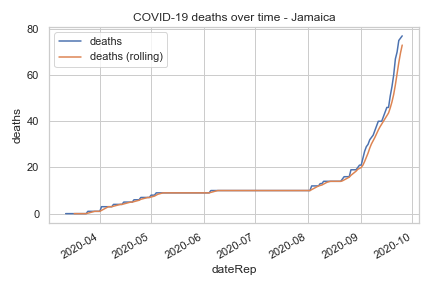 COVID-19 deaths over time - Jamaica
deaths
deaths (rolling)
80
60
40
20
0
deaths
2020-04
2020-05
2020-06
2020-07
2020-08
2020-09
2020-10
dateRep